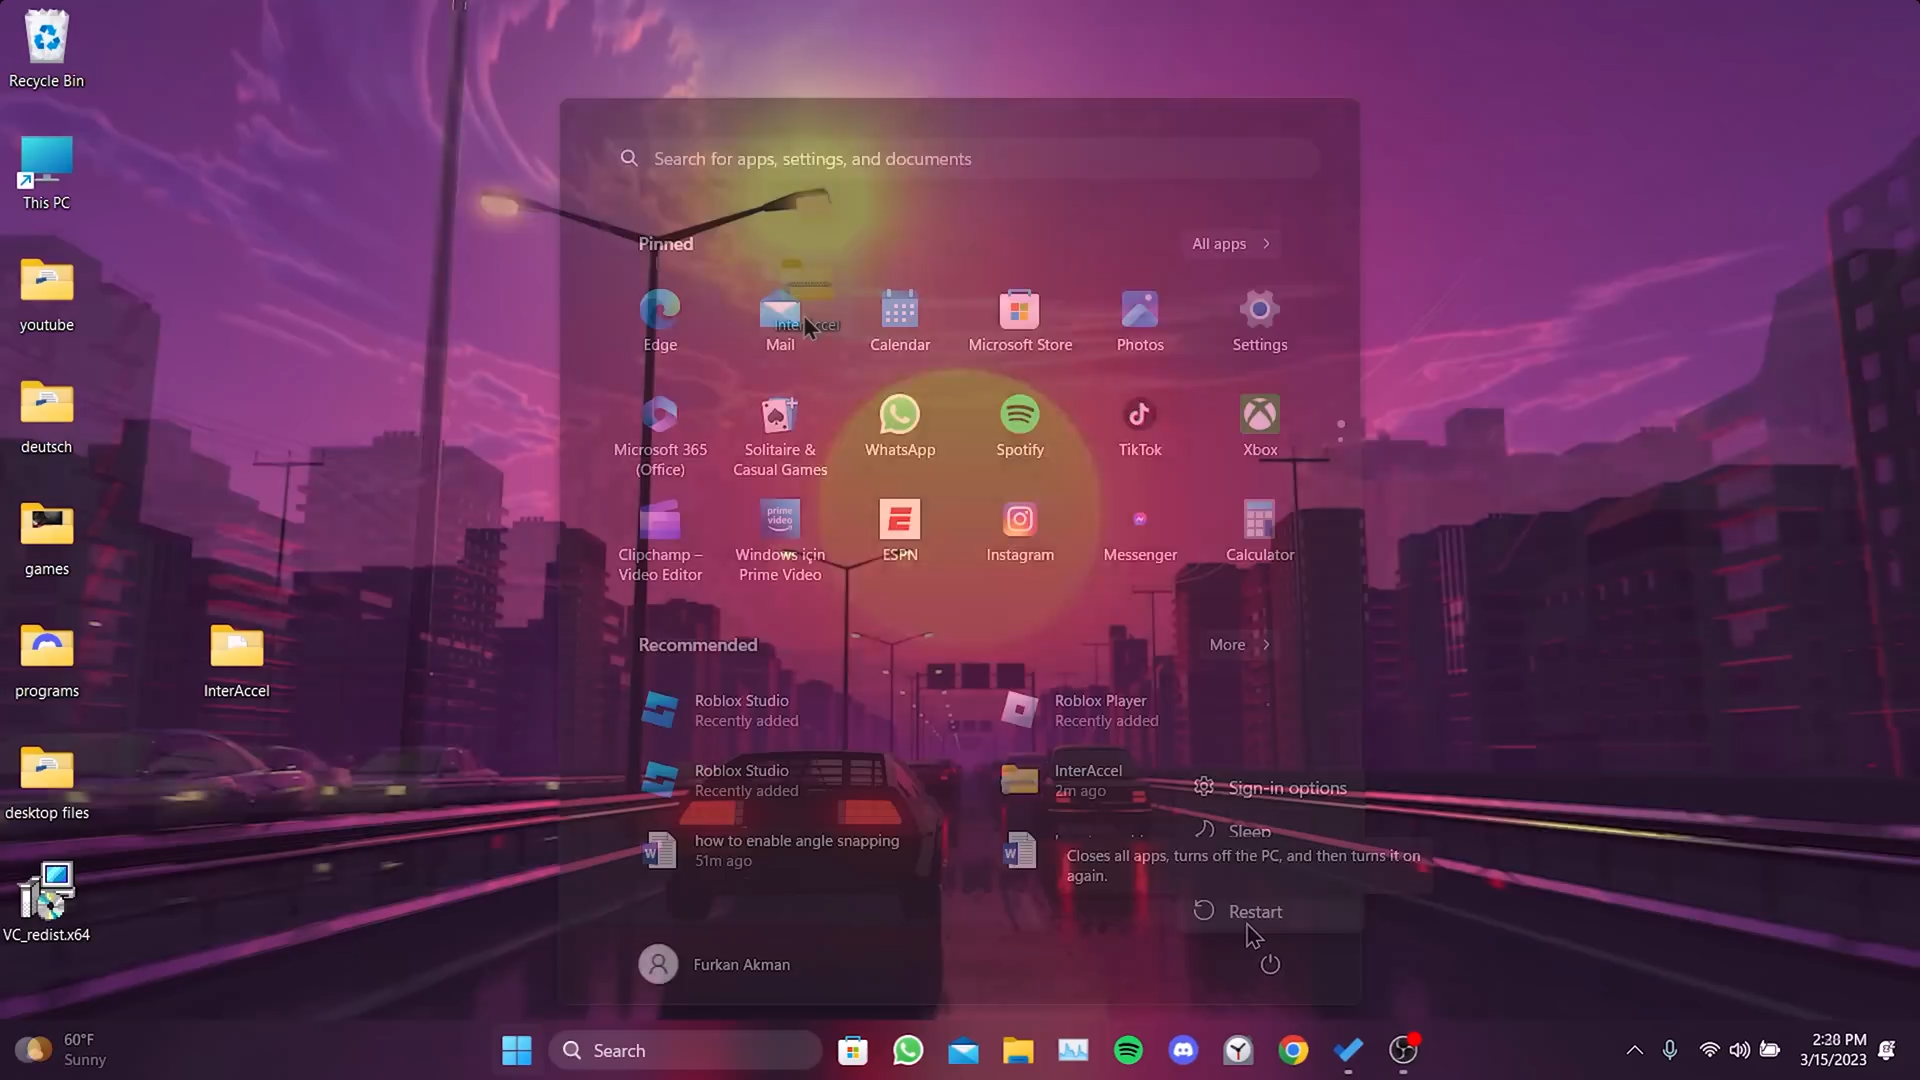 Recycle Bin
This PC
youtube
deutsch
games
programs
InterAccel
desktop files
VC_redist.x64
Search for apps, settings, and documents
Pinned
All apps
InterAccel
Edge
Mail
Calendar
Microsoft Store
Photos
Settings
Microsoft 365
(Office)
Solitaire &
Casual Games
WhatsApp
Spotify
TikTok
Xbox
prime
video
Clipchamp –
Video Editor
Windows için
Prime Video
ESPN
Instagram
Messenger
Calculator
Recommended
More
Roblox Studio
Recently added
Roblox Player
Recently added
Roblox Studio
Recently added
InterAccel
2m ago
how to enable angle snapping
51m ago
Sign-in options
Sleep
Closes all apps, turns off the PC, and then turns it on
again.
Restart
Furkan Akman
60°F
Sunny
Search
2:28 PM
3/15/2023